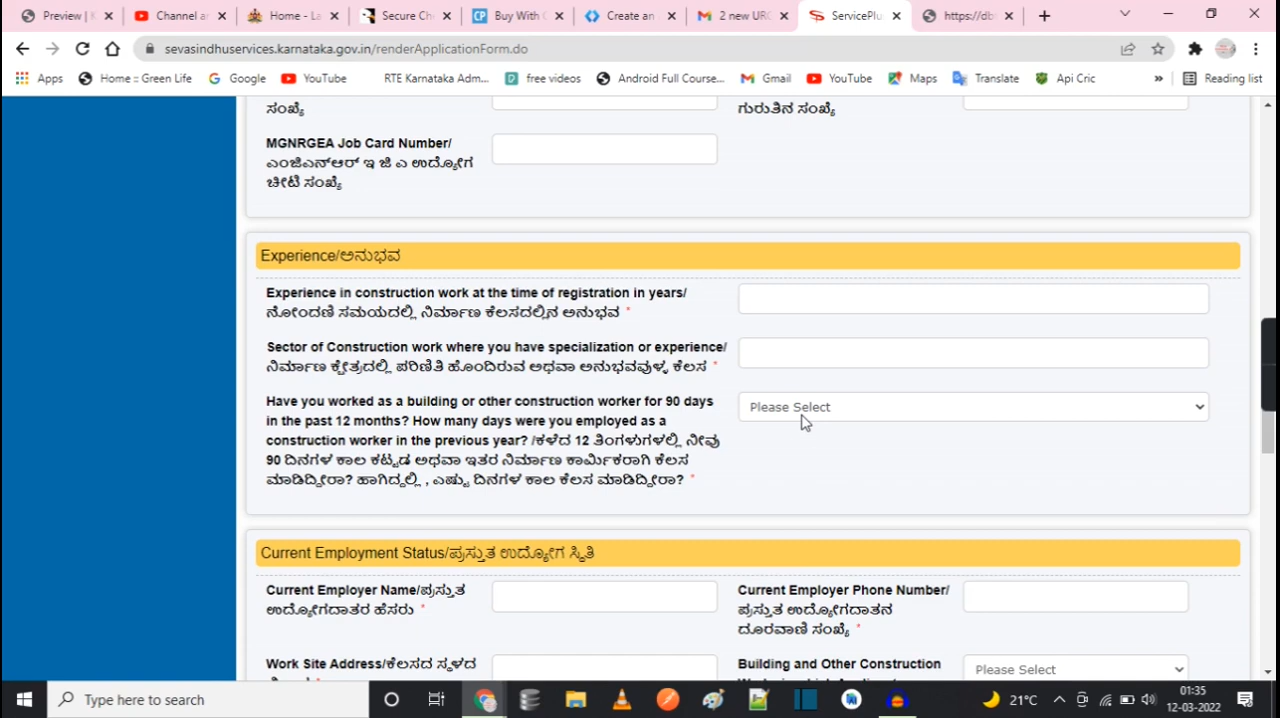 Preview | K
Channel a
Home - La
Secure Ch
Buy With C
Create an
2 new URG
ServicePlu
https://db
sevasindhuservices.karnataka.gov.in/renderApplicationForm.do
Apps
Home :: Green Life
Google
YouTube
RTE Karnataka Adm...
free videos
Android Full Course...
Gmail
YouTube
Maps
Translate
Api Cric
»
Reading list
ಸಂಖ್ಯೆ
ಗುರುತಿನ ಸಂಖ್ಯೆ
MGNRGEA Job Card Number/
ಎಂಜಿಎನ್ಆರ್ ಇ ಜಿ ಎ ಉದ್ಯೋಗ
ಚೀಟಿ ಸಂಖ್ಯೆ
Experience/ಅನುಭವ
Experience in construction work at the time of registration in years/
ನೋಂದಣಿ ಸಮಯದಲ್ಲಿ ನಿರ್ಮಾಣ ಕೆಲಸದಲ್ಲಿನ ಅನುಭವ *
Sector of Construction work where you have specialization or experience/
ನಿರ್ಮಾಣ ಕ್ಷೇತ್ರದಲ್ಲಿ ಪರಿಣಿತಿ ಹೊಂದಿರುವ ಅಥವಾ ಅನುಭವವುಳ್ಳ ಕೆಲಸ *
Have you worked as a building or other construction worker for 90 days
in the past 12 months? How many days were you employed as a
construction worker in the previous year? /ಕಳೆದ 12 ತಿಂಗಳುಗಳಲ್ಲಿ ನೀವು
90 ದಿನಗಳ ಕಾಲ ಕಟ್ಟಡ ಅಥವಾ ಇತರ ನಿರ್ಮಾಣ ಕಾರ್ಮಿಕರಾಗಿ ಕೆಲಸ
ಮಾಡಿದ್ದೀರಾ? ಹಾಗಿದ್ದಲ್ಲಿ , ಎಷ್ಟು ದಿನಗಳ ಕಾಲ ಕೆಲಸ ಮಾಡಿದ್ದೀರಾ? *
Please Select
Current Employment Status/ಪ್ರಸ್ತುತ ಉದ್ಯೋಗ ಸ್ಥಿತಿ
Current Employer Name/ಪ್ರಸ್ತುತ
ಉದ್ಯೋಗದಾತರ ಹೆಸರು *
Current Employer Phone Number/
ಪ್ರಸ್ತುತ ಉದ್ಯೋಗದಾತನ
ದೂರವಾಣಿ ಸಂಖ್ಯೆ *
Work Site Address/ಕೆಲಸದ ಸ್ಥಳದ
Building and Other Construction
Please Select
Type here to search
21°C
01:35
12-03-2022